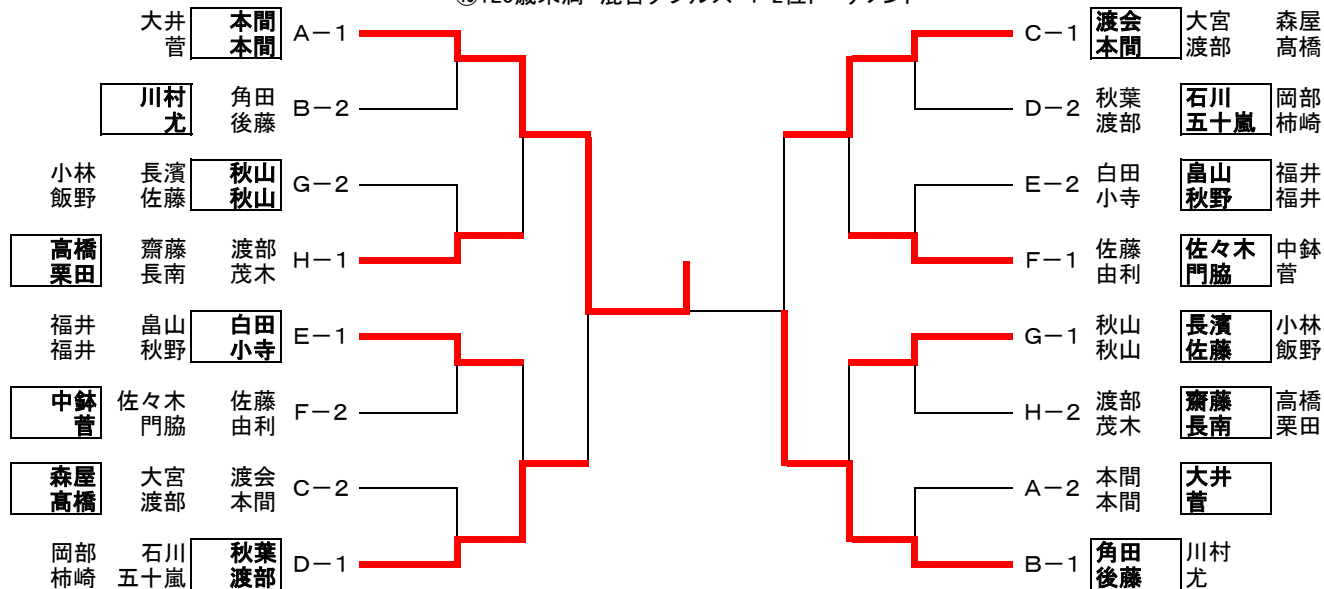 大井 本間 A-1
菅 本間
川村 角田 B-2
尤 後藤
小林 長濱 秋山 G-2
飯野 佐藤 秋山
高橋 齋藤 渡部 H-1
栗田 長南 茂木
福井 畠山 白田 E-1
福井 秋野 小寺
中鉢 佐々木 佐藤 F-2
菅 門脇 由利
森屋 大宮 渡会 C-2
髙橋 渡部 本間
岡部 石川 秋葉 D-1
柿崎 五十嵐 渡部
C-1 渡会 大宮 森屋
本間 渡部 髙橋
D-2 秋葉 石川 岡部
渡部 五十嵐 柿崎
E-2 白田 畠山 福井
小寺 秋野 福井
F-1 佐藤 佐々木 中鉢
由利 門脇 菅
G-1 秋山 長濱 小林
秋山 佐藤 飯野
H-2 渡部 齋藤 高橋
茂木 長南 栗田
A-2 本間 大井
本間 菅
B-1 角田 川村
後藤 尤